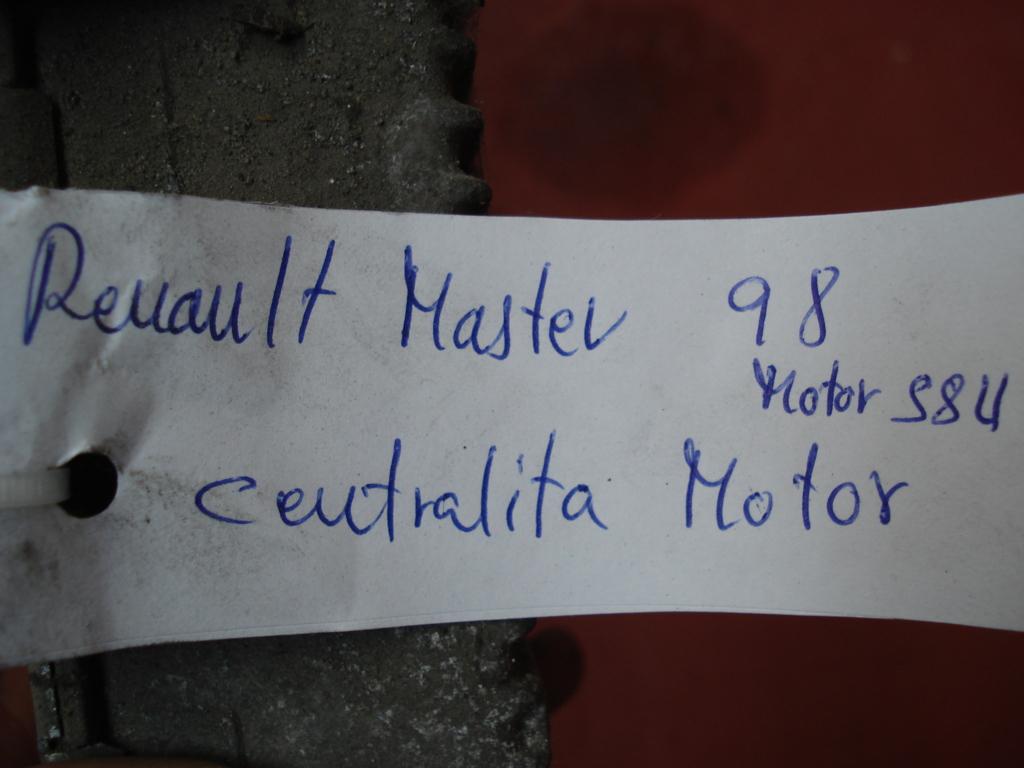 Renault Master 98
Motor S8U
Centralita Motor